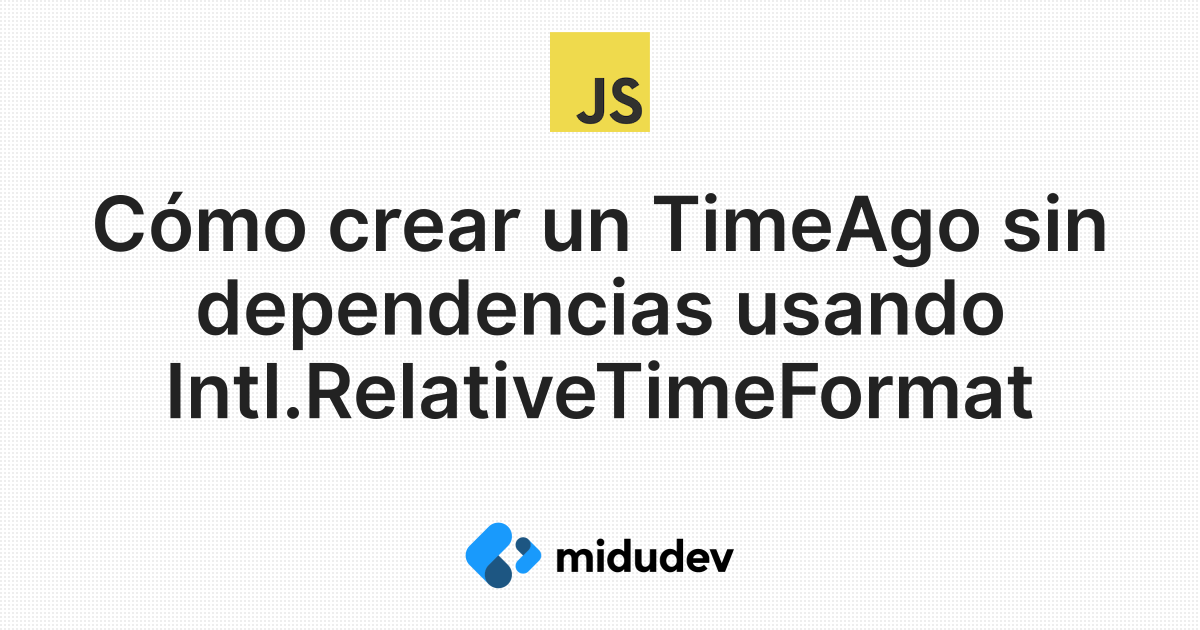 JS
Cómo crear un TimeAgo sin
dependencias usando
Intl.RelativeTimeFormat
midudev